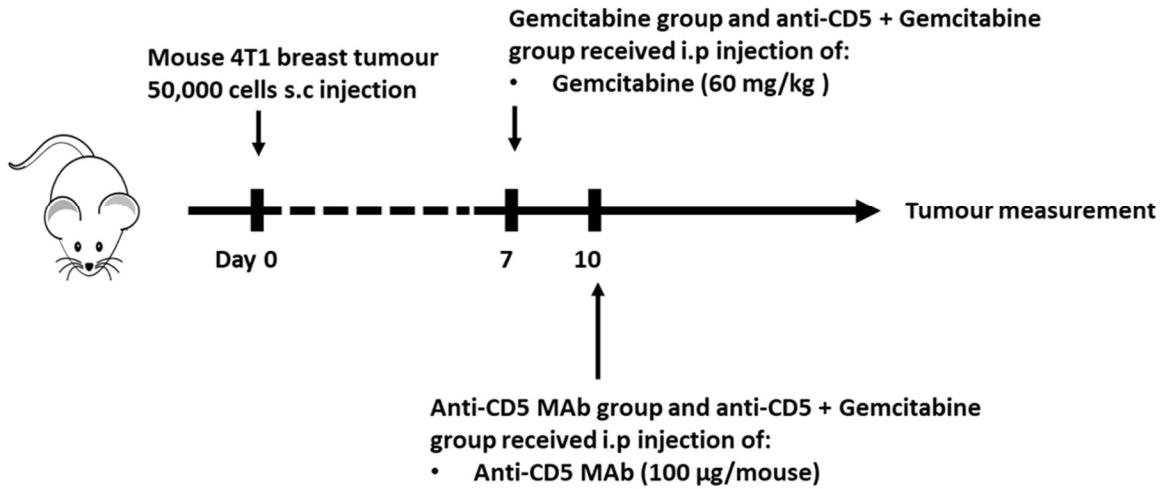 Gemcitabine group and anti-CD5 + Gemcitabine
group received i.p injection of:
• Gemcitabine (60 mg/kg )
Mouse 4T1 breast tumour
50,000 cells s.c injection
Tumour measurement
Day 0
7
10
Anti-CD5 MAb group and anti-CD5 + Gemcitabine
group received i.p injection of:
• Anti-CD5 MAb (100 µg/mouse)